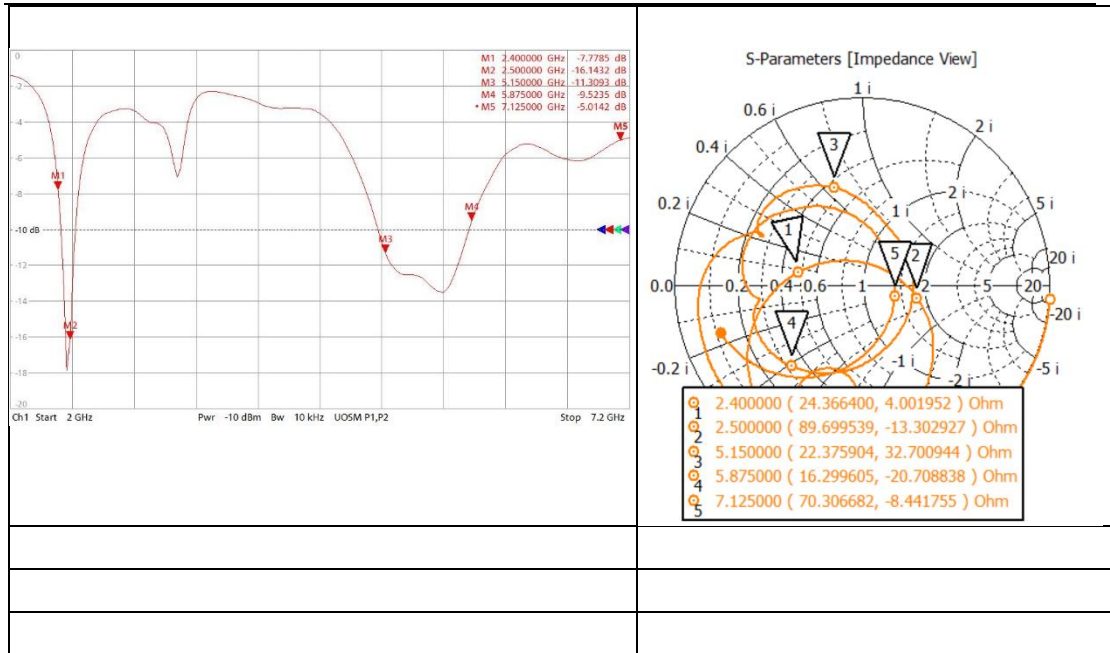 0
-2
-4
-6
-8
-10 dB
-12
-14
-16
-18
-20
M1 2.400000 GHz -7.7785 dB
M2 2.500000 GHz -16.1432 dB
M3 5.150000 GHz -11.3093 dB
M4 5.875000 GHz -9.5235 dB
• M5 7.125000 GHz -5.0142 dB
M1
M2
M3
M4
M5
Ch1 Start 2 GHz Pwr -10 dBm Bw 10 kHz UOSM P1,P2 Stop 7.2 GHz
S-Parameters [Impedance View]
1 i
0.6 i
2 i
0.4 i
3
0.2 i
1
1 i
2 i
5 i
5
2
20 i
0.0
0.2
0.4
0.6
1
2
5
20
-20 i
4
-0.2 i
-1 i
-2 i
-5 i
1 2.400000 ( 24.366400, 4.001952 ) Ohm
2 2.500000 ( 89.699539, -13.302927 ) Ohm
3 5.150000 ( 22.375904, 32.700944 ) Ohm
4 5.875000 ( 16.299605, -20.708838 ) Ohm
5 7.125000 ( 70.306682, -8.441755 ) Ohm